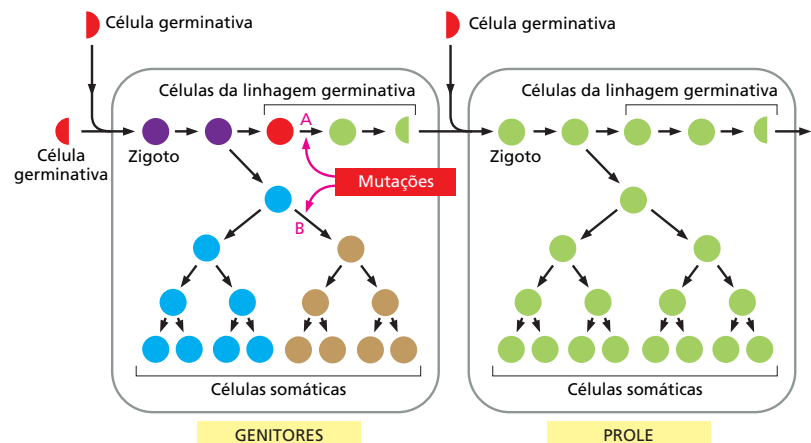 Célula germinativa
Célula germinativa
Células da linhagem germinativa
Células da linhagem germinativa
A
Célula
germinativa
Zigoto
Zigoto
Mutações
B
Células somáticas
Células somáticas
GENITORES
PROLE